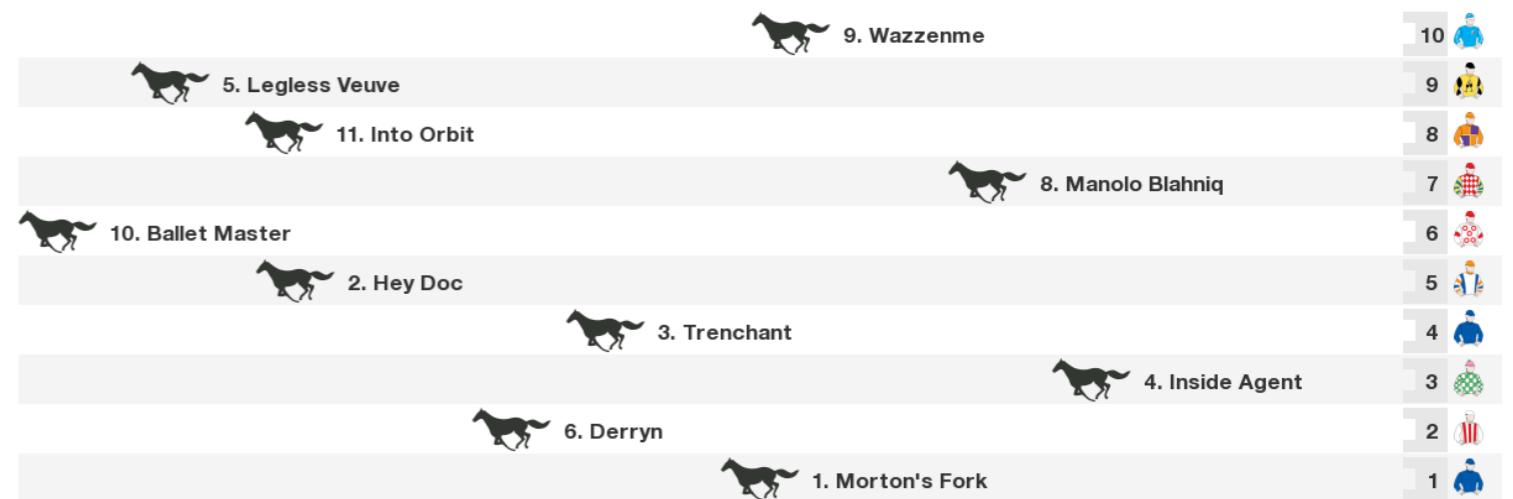 9. Wazzenme 10
5. Legless Veuve 9
11. Into Orbit 8
8. Manolo Blahniq 7
10. Ballet Master 6
2. Hey Doc 5
3. Trenchant 4
4. Inside Agent 3
6. Derryn 2
1. Morton's Fork 1